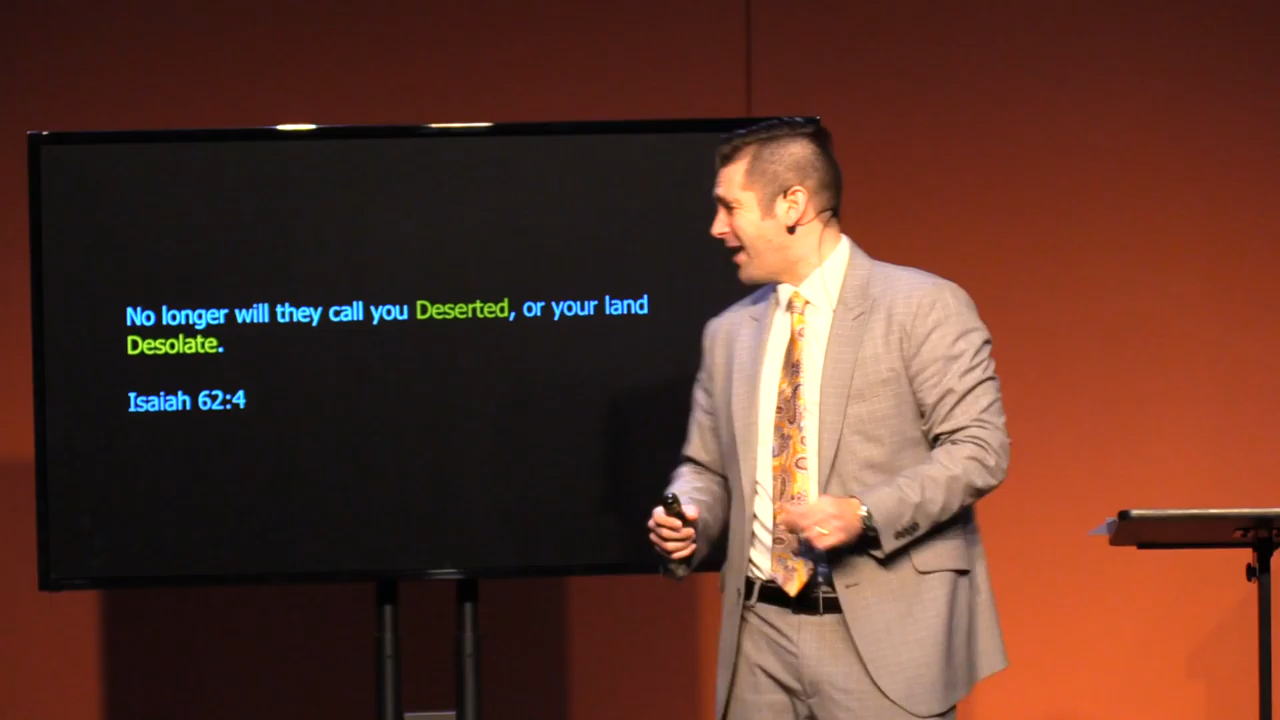 No longer will they call you Deserted, or your land
Desolate.
Isaiah 62:4